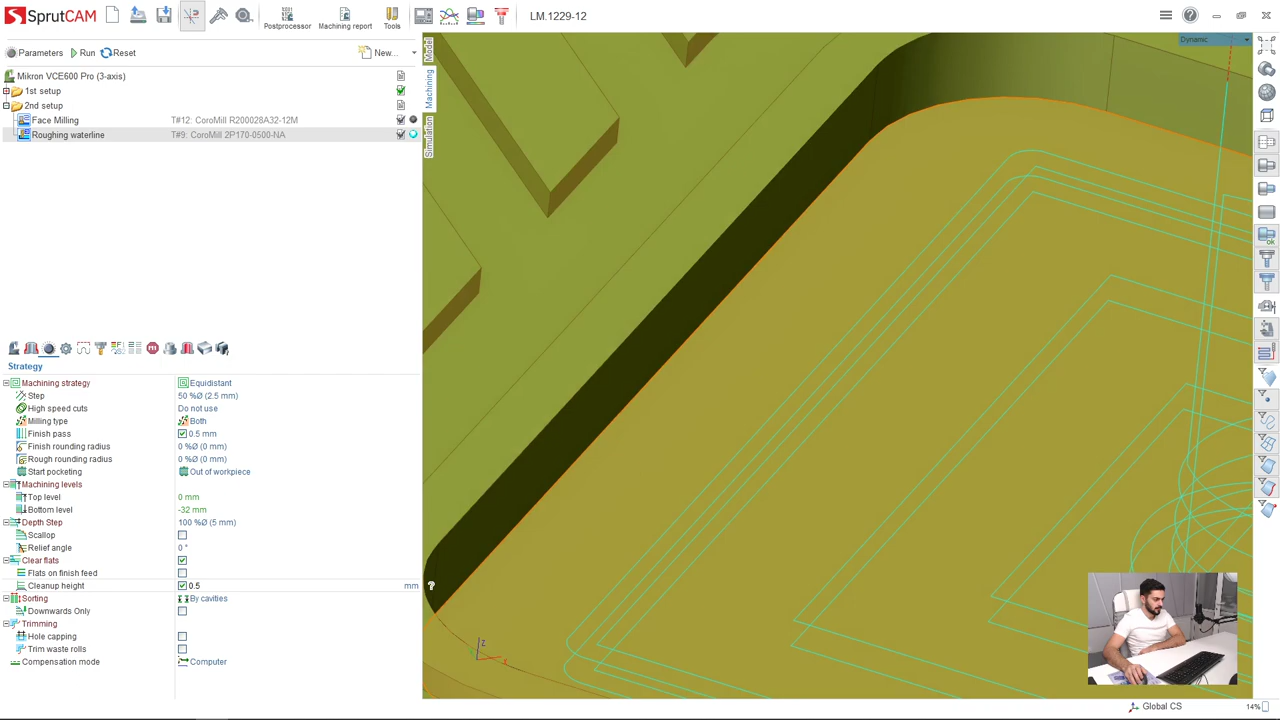 SprutCAM
Postprocessor
Machining report
Tools
LM.1229-12
Parameters
Run
Reset
New...
Model
Machining
Simulation
Dynamic
Mikron VCE600 Pro (3-axis)
1st setup
2nd setup
Face Milling T#12: CoroMill R200028A32-12M
Roughing waterline T#9: CoroMill 2P170-0500-NA
Strategy
Machining strategy Equidistant
Step 50 %Ø (2.5 mm)
High speed cuts Do not use
Milling type Both
Finish pass 0.5 mm
Finish rounding radius 0 %Ø (0 mm)
Rough rounding radius 0 %Ø (0 mm)
Start pocketing Out of workpiece
Machining levels
Top level 0 mm
Bottom level -32 mm
Depth Step 100 %Ø (5 mm)
Scallop
Relief angle 0 °
Clear flats
Flats on finish feed
Cleanup height 0.5 mm
Sorting By cavities
Downwards Only
Trimming
Hole capping
Trim waste rolls
Compensation mode Computer
Z
Global CS
14%